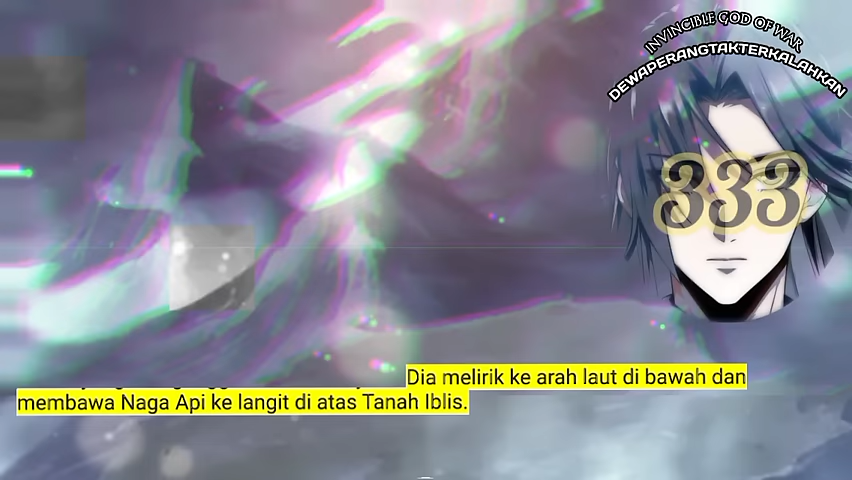 INVINCIBLE GOD OF WAR
DEWAPERANGTAKTERKALAHKAN
333
Dia melirik ke arah laut di bawah dan
membawa Naga Api ke langit di atas Tanah Iblis.